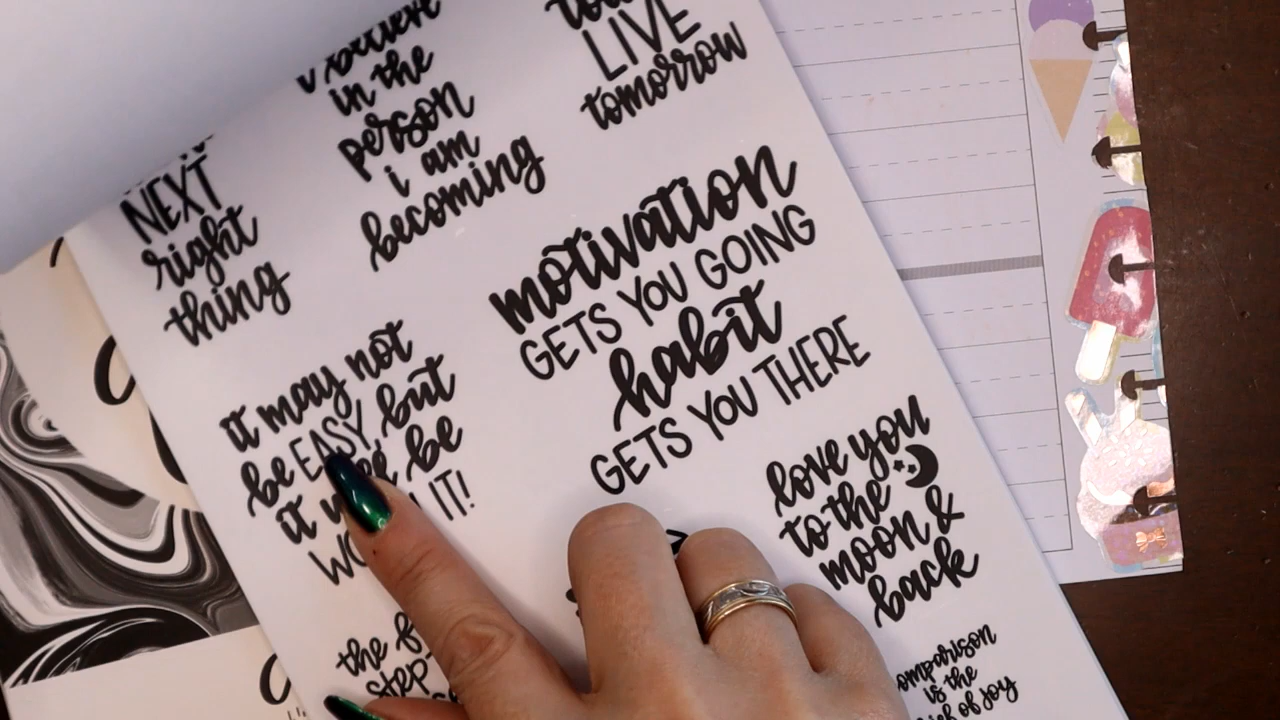 in the
person
i am
becoming
LIVE
tomorrow
NEXT
right
thing
motivation
GETS YOU GOING
habit
GETS YOU THERE
it may not
be EASY, but
it be
IT!
love you
to the
moon &
back
the
step
is the
of joy